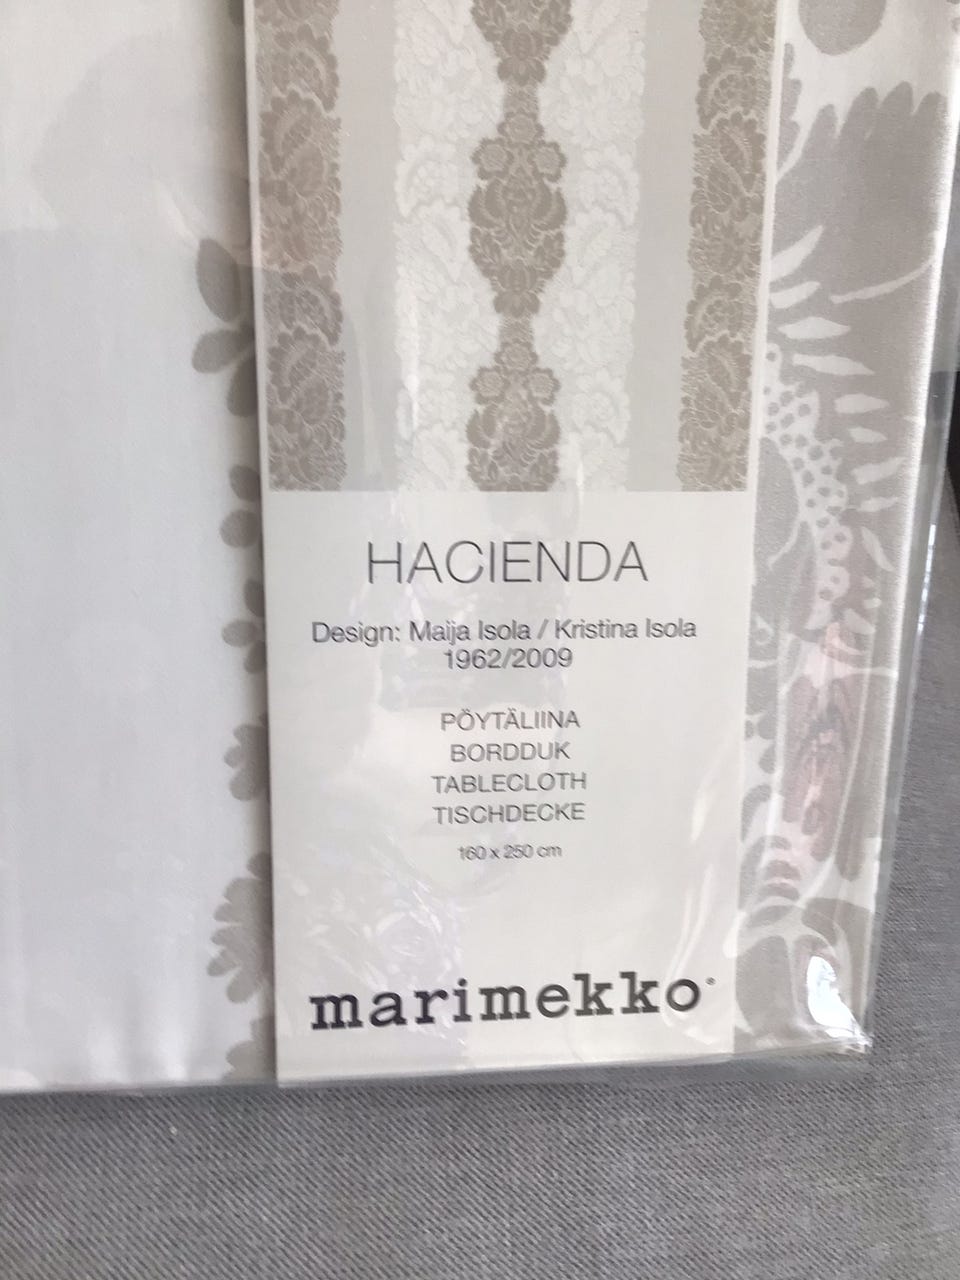 HACIENDA
Design: Maija Isola / Kristina Isola
1962/2009
PÖYTÄLIINA
BORDDUK
TABLECLOTH
TISCHDECKE
160 x 250 cm
marimekko®